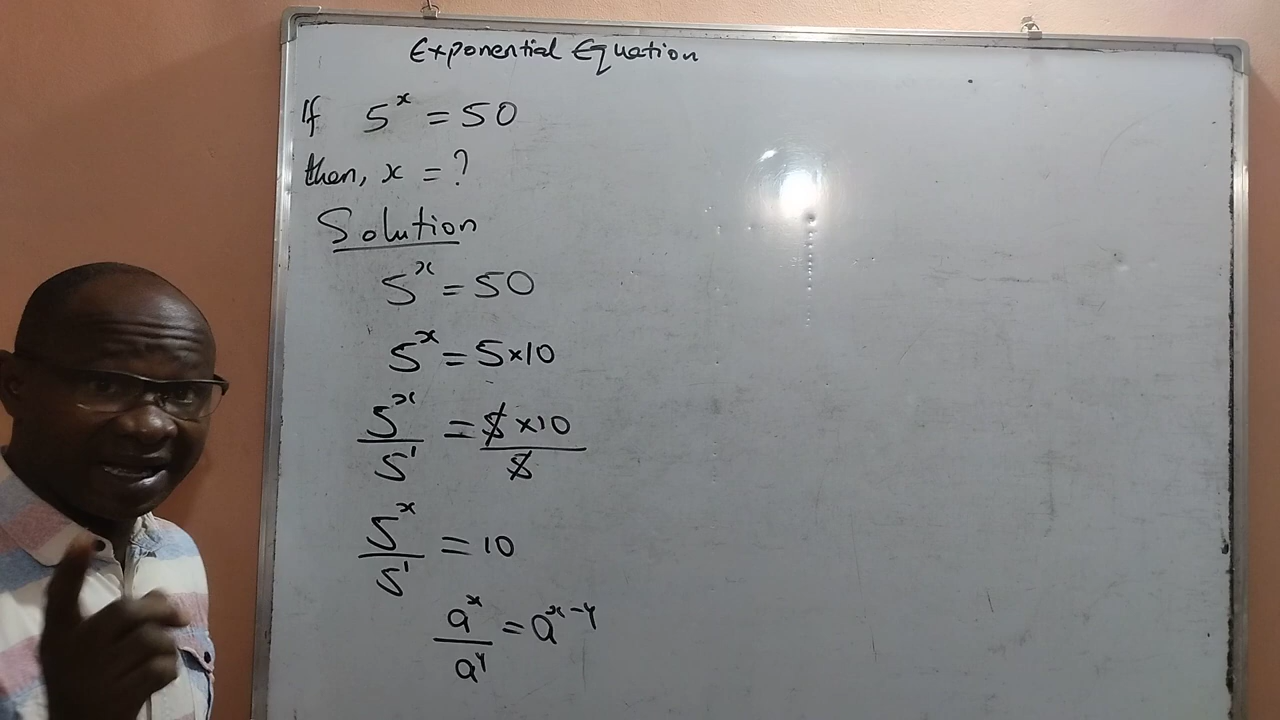 Exponential Equation
If 5^x = 50
then, x = ?
Solution
5^x = 50
5^x = 5×10
5^x/5^1 = 5×10/5
5^x/5^1 = 10
a^x/a^y = a^x-y